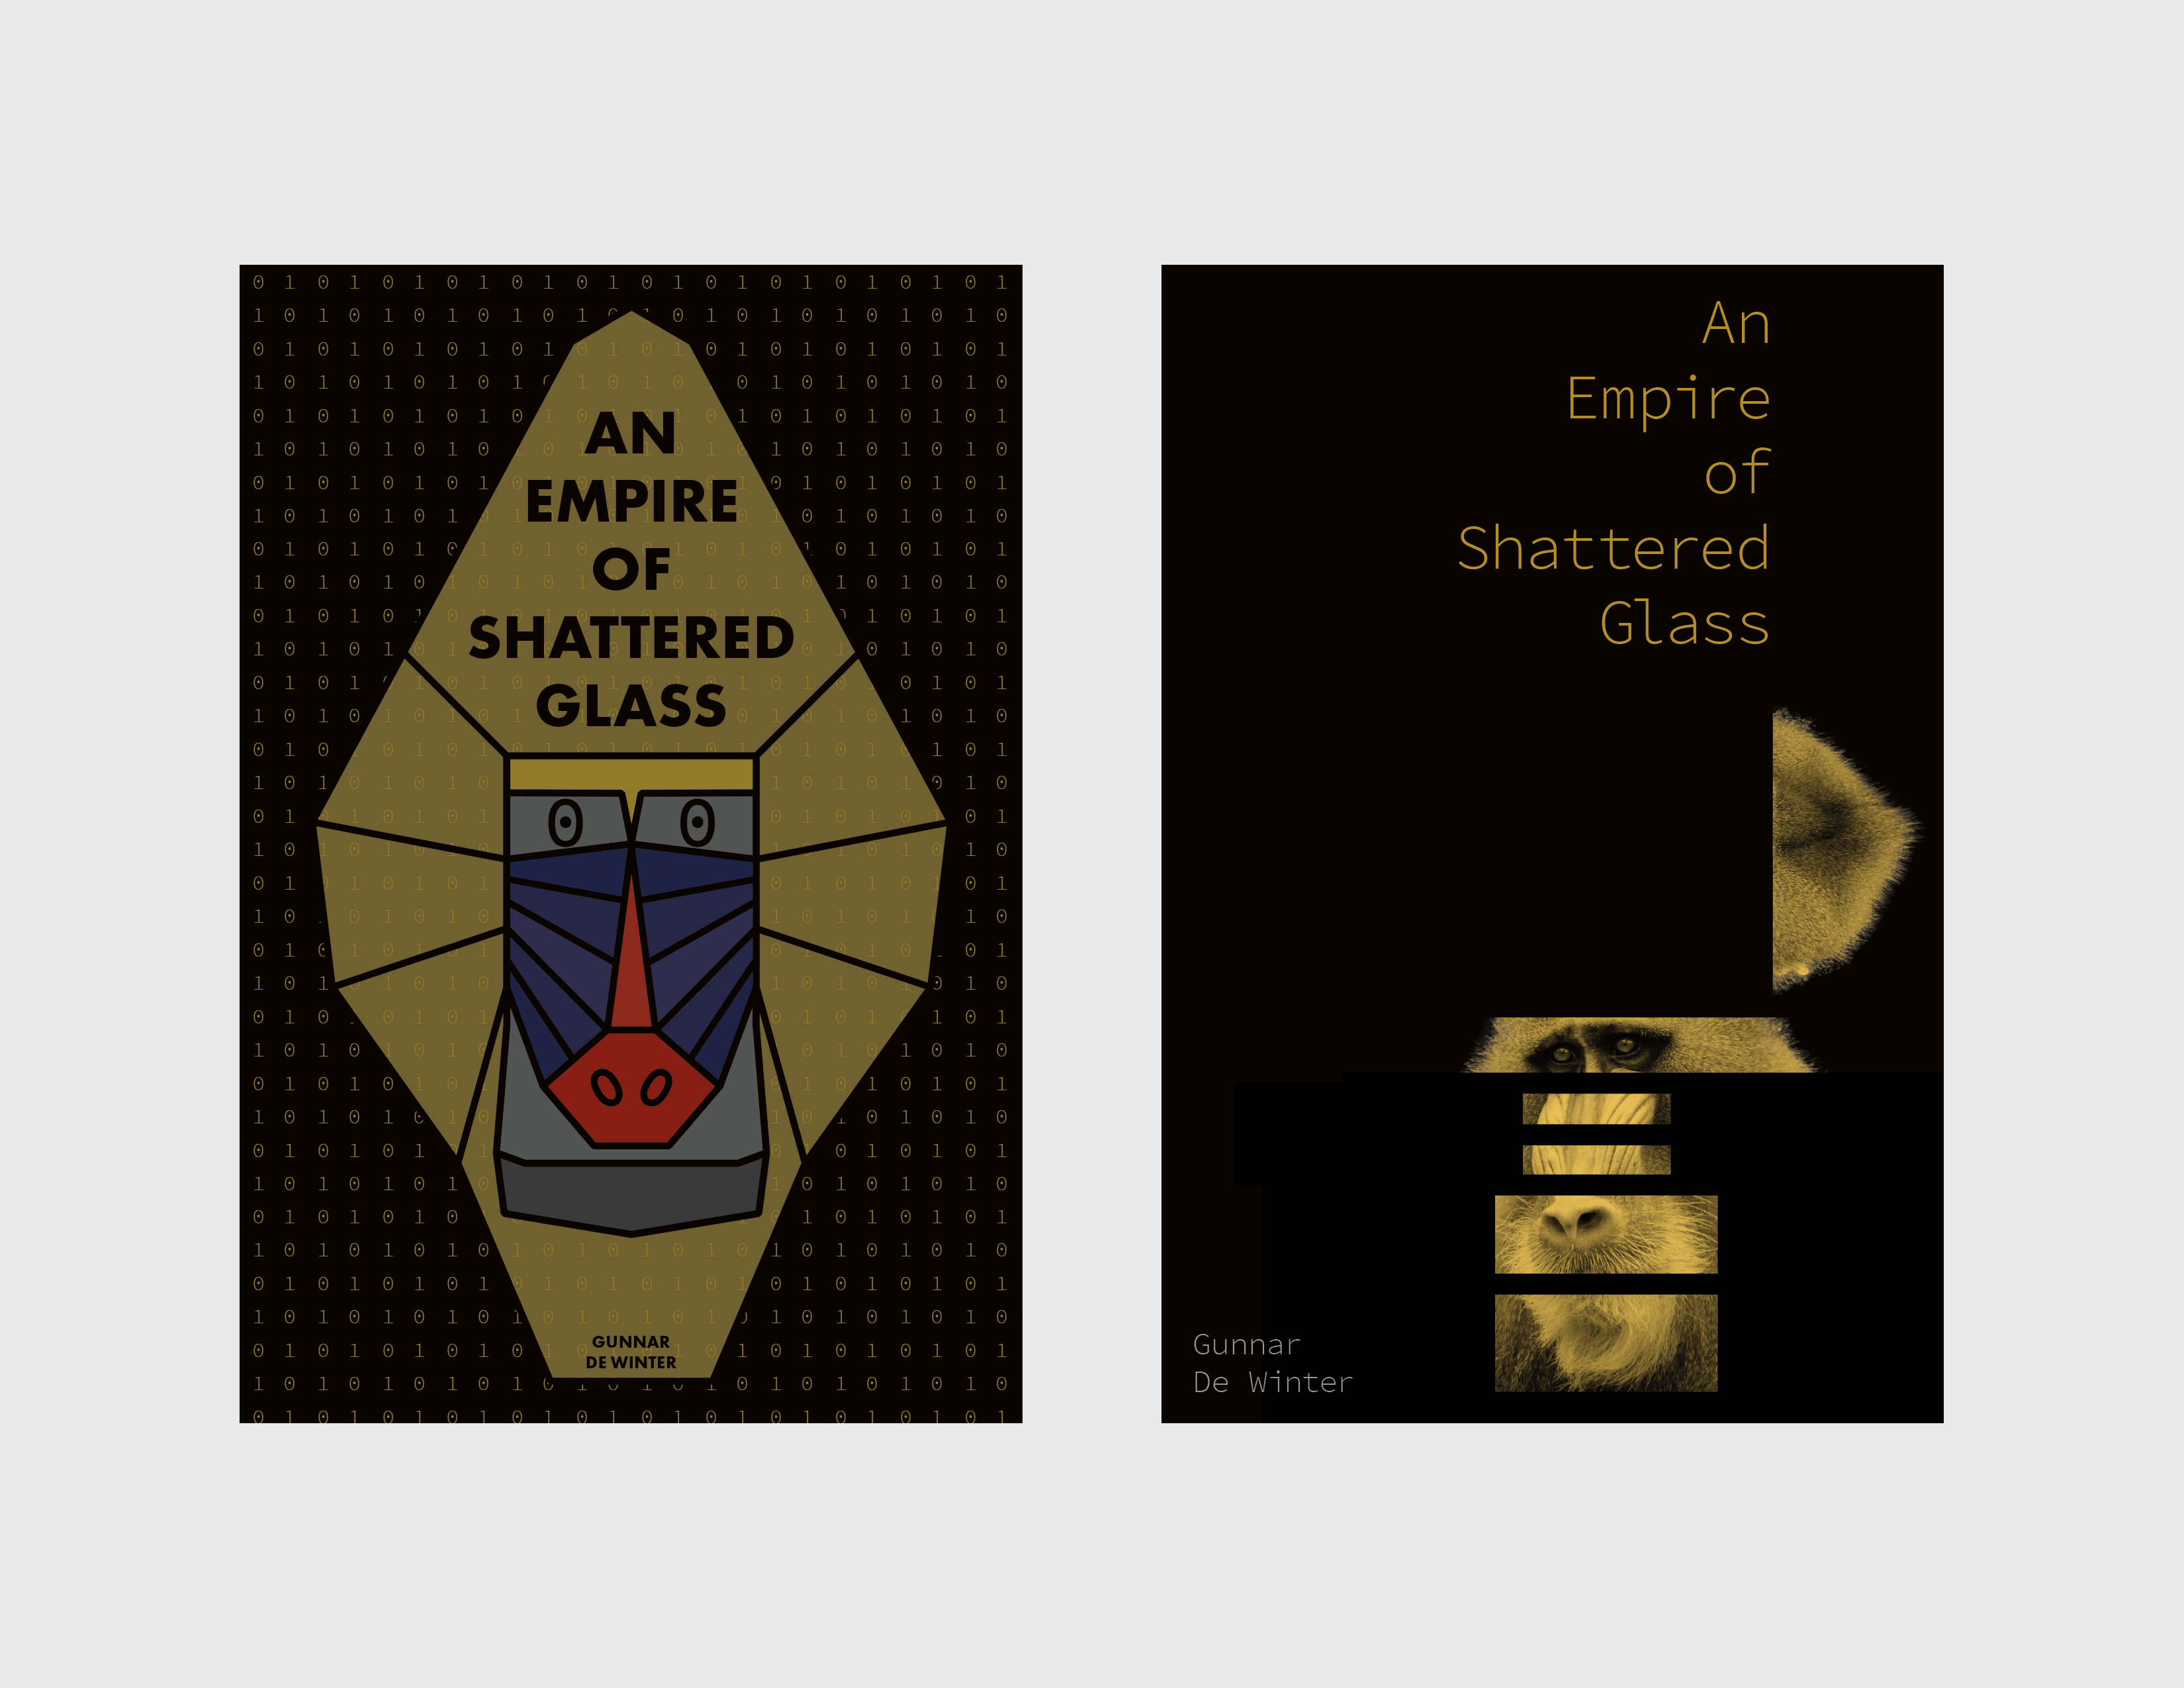 AN
EMPIRE
OF
SHATTERED
GLASS
GUNNAR
DE WINTER
An
Empire
of
Shattered
Glass
Gunnar
De Winter